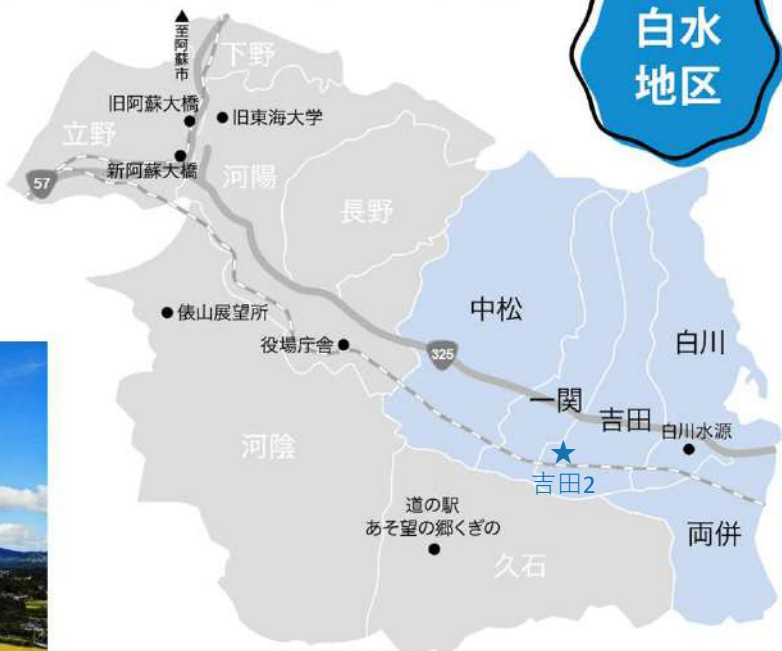 白水
地区
▲至阿蘇市
下野
旧阿蘇大橋
旧東海大学
立野
新阿蘇大橋
河陽
57
長野
中松
俵山展望所
役場庁舎
325
白川
一関
吉田
白川水源
河陰
吉田2
道の駅
あそ望の郷くぎの
両併
久石